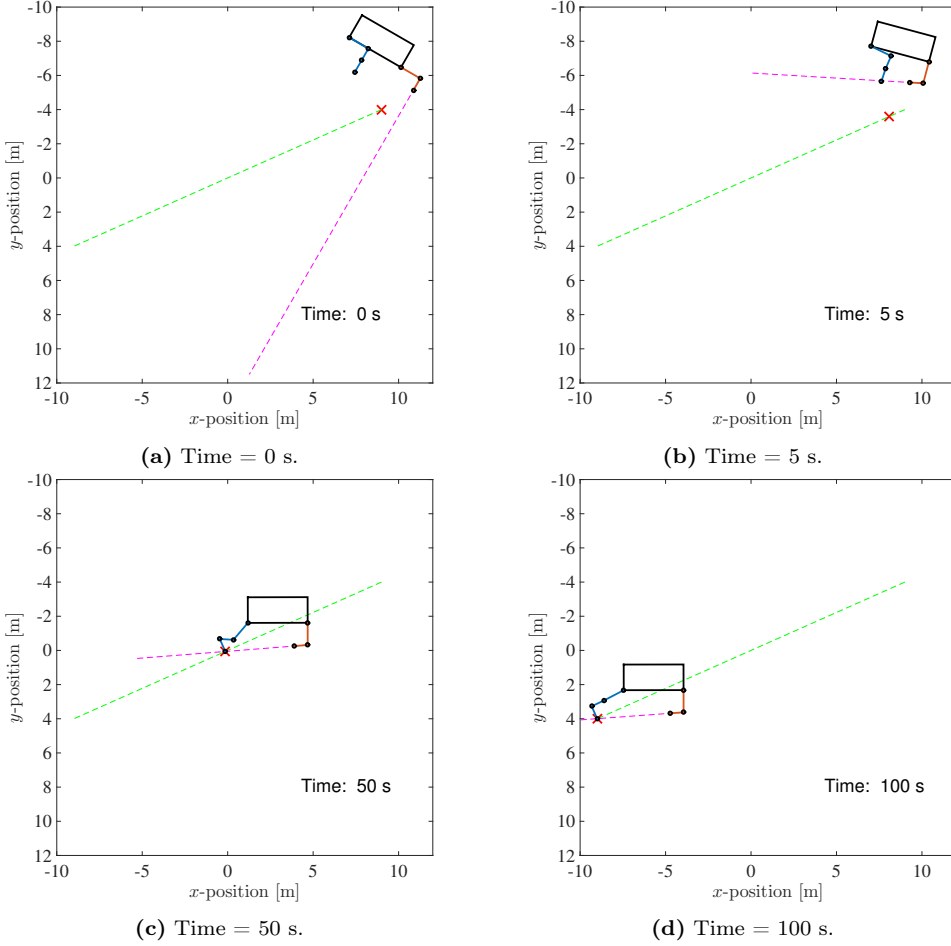 -10
-8
-6
-4
-2
0
2
4
6
8
10
12
y-position [m]
Time: 0 s
-10 -5 0 5 10
x-position [m]
(a) Time = 0 s.
-10
-8
-6
-4
-2
0
2
4
6
8
10
12
y-position [m]
Time: 5 s
-10 -5 0 5 10
x-position [m]
(b) Time = 5 s.
-10
-8
-6
-4
-2
0
2
4
6
8
10
12
y-position [m]
Time: 50 s
-10 -5 0 5 10
x-position [m]
(c) Time = 50 s.
-10
-8
-6
-4
-2
0
2
4
6
8
10
12
y-position [m]
Time: 100 s
-10 -5 0 5 10
x-position [m]
(d) Time = 100 s.